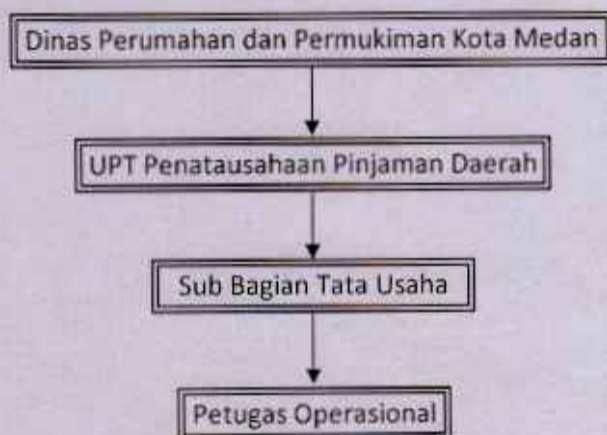 Dinas Perumahan dan Permukiman Kota Medan
UPT Penatausahaan Pinjaman Daerah
Sub Bagian Tata Usaha
Petugas Operasional